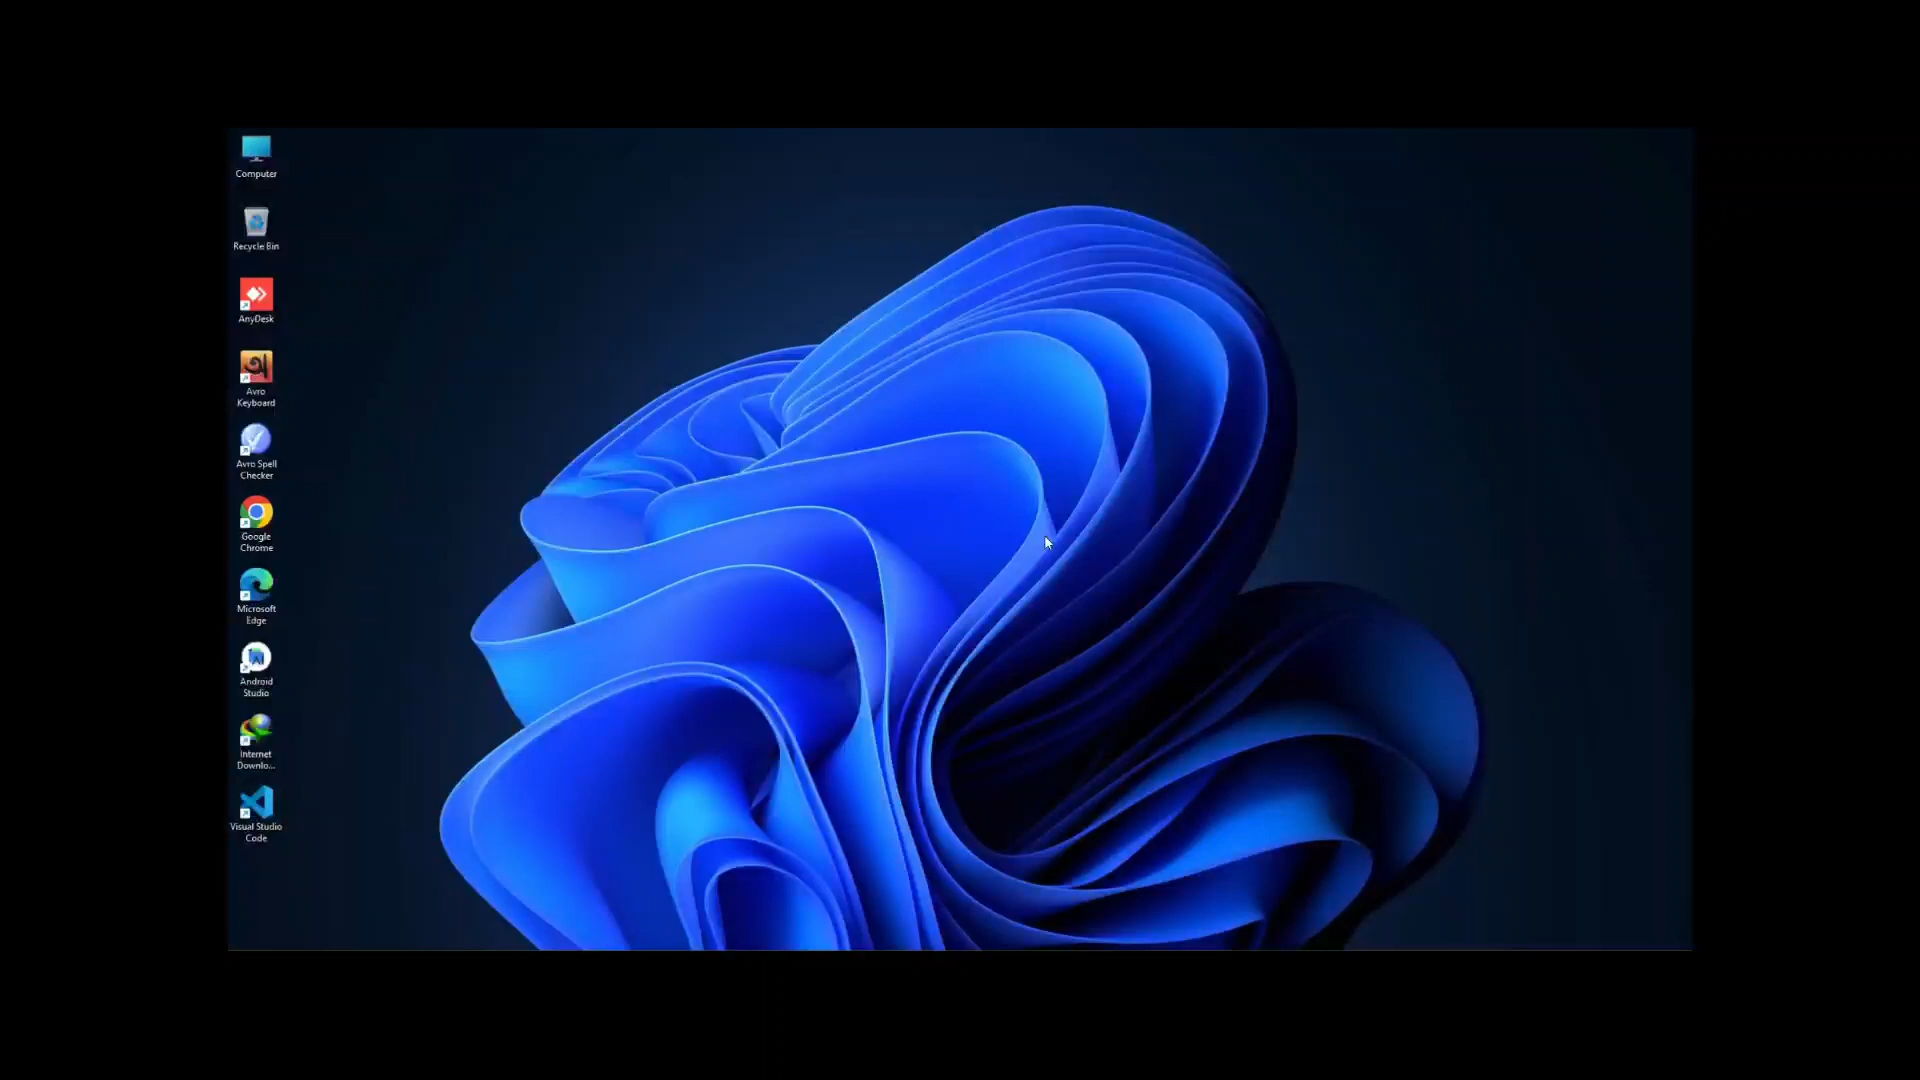 Computer
Recycle Bin
AnyDesk
Avro
Keyboard
Avro Spell
Checker
Google
Chrome
Microsoft
Edge
Android
Studio
Internet
Downlo...
Visual Studio
Code